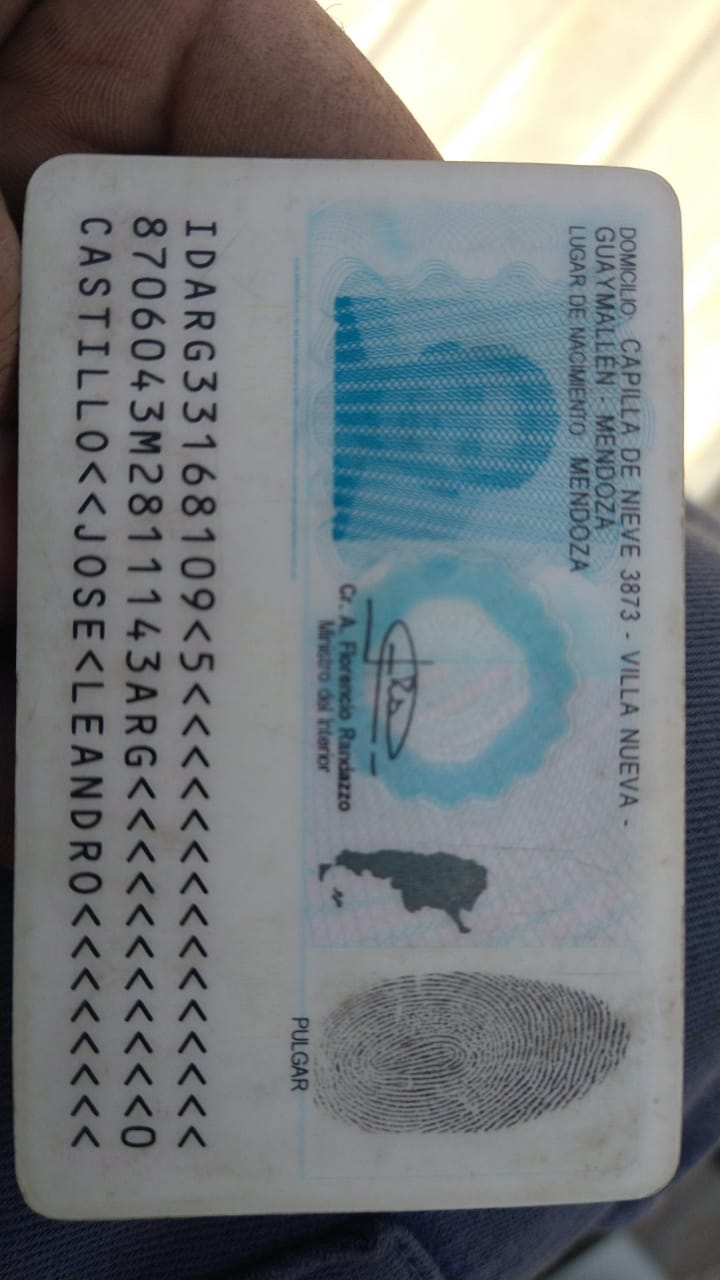 DOMICILIO: CAPILLA DE NIEVE 3873 - VILLA NUEVA -
GUAYMALLÉN - MENDOZA
LUGAR DE NACIMIENTO: MENDOZA
Cr. A. Florencio Randazzo
Ministro del Interior
PULGAR
IDARG33168109<5<<<<<<<<<<<<<<<
8706043M2811143ARG<<<<<<<<<<<0
CASTILLO<<JOSE<LEANDRO<<<<<<<<